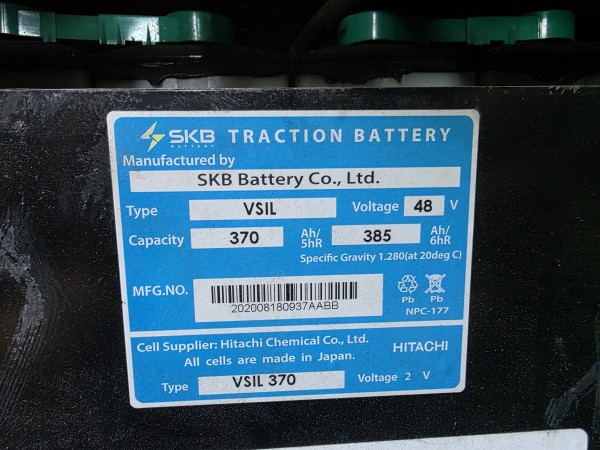 SKB BATTERY TRACTION BATTERY
Manufactured by
SKB Battery Co., Ltd.
Type VSIL Voltage 48 V
Capacity 370 Ah/5hR 385 Ah/6hR
Specific Gravity 1.280(at 20deg C)
MFG.NO. 202008180937AABB
Pb Pb
NPC-177
Cell Supplier: Hitachi Chemical Co., Ltd. HITACHI
All cells are made in Japan.
Type VSIL 370 Voltage 2 V